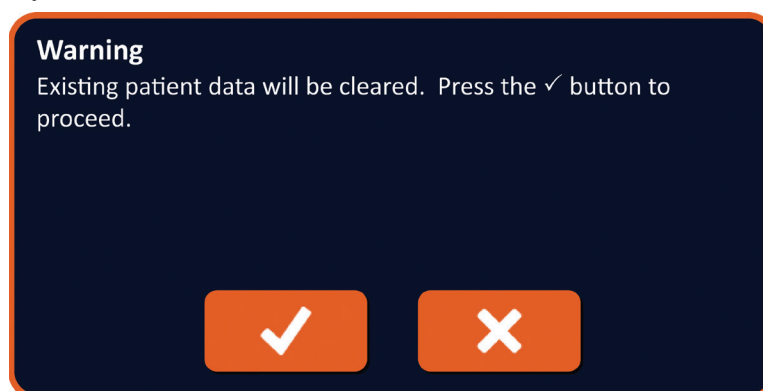 Warning
Existing patient data will be cleared.  Press the ✓ button to
proceed.